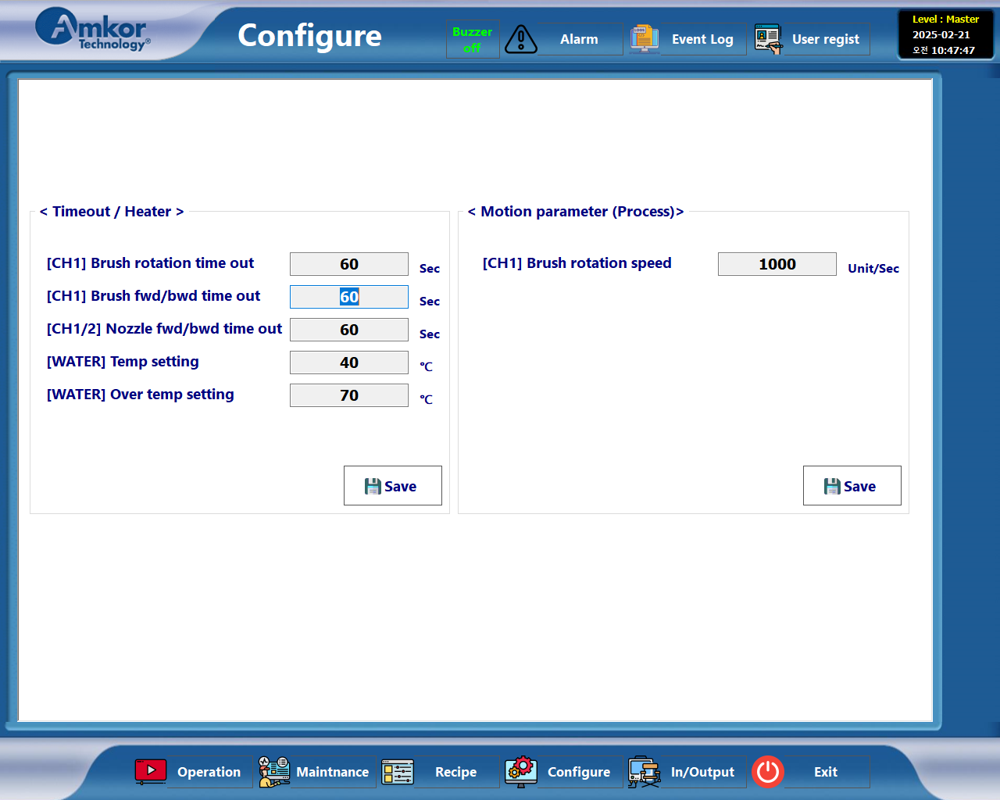 Amkor
Technology®
Configure
Buzzer
off
Alarm
LOGS
Event Log
User regist
Level : Master
2025-02-21
오전 10:47:47
< Timeout / Heater >
[CH1] Brush rotation time out 60 Sec
[CH1] Brush fwd/bwd time out 60 Sec
[CH1/2] Nozzle fwd/bwd time out 60 Sec
[WATER] Temp setting 40 ℃
[WATER] Over temp setting 70 ℃
Save
< Motion parameter (Process)>
[CH1] Brush rotation speed 1000 Unit/Sec
Save
Operation
Maintnance
Recipe
Configure
In/Output
Exit